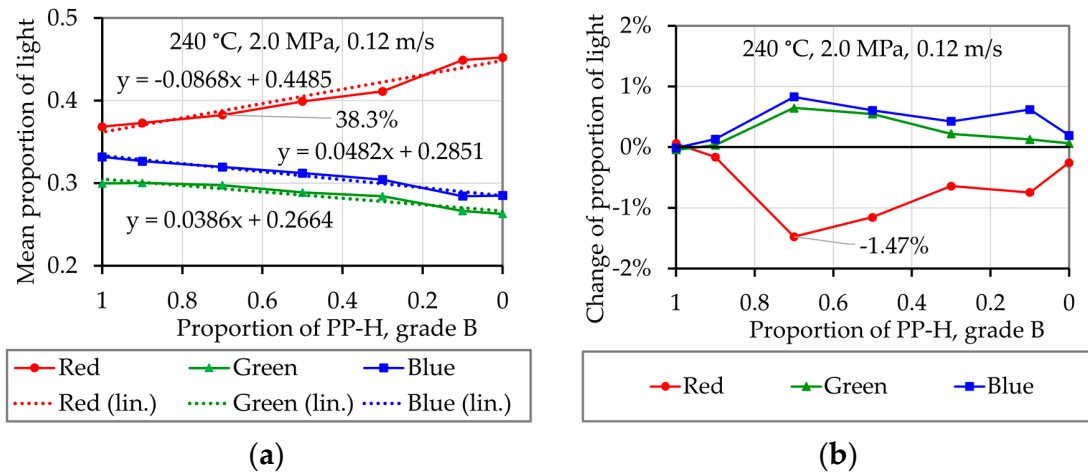 0.5
0.4
0.3
0.2
Mean proportion of light
240 °C, 2.0 MPa, 0.12 m/s
y = -0.0868x + 0.4485
38.3%
y = 0.0482x + 0.2851
y = 0.0386x + 0.2664
1 0.8 0.6 0.4 0.2 0
Proportion of PP-H, grade B
Red Green Blue
Red (lin.) Green (lin.) Blue (lin.)
(a)
2%
1%
0%
-1%
-2%
Change of proportion of light
240 °C, 2.0 MPa, 0.12 m/s
-1.47%
1 0.8 0.6 0.4 0.2 0
Proportion of PP-H, grade B
Red Green Blue
(b)